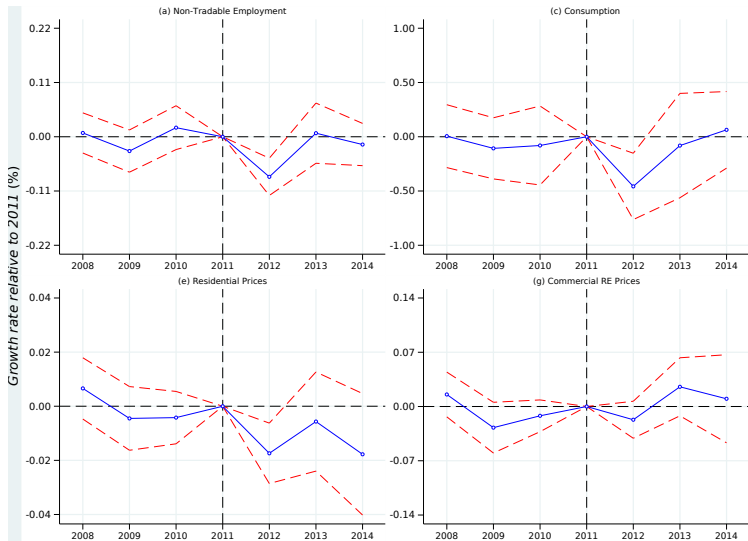 Growth rate relative to 2011 (%)
(a) Non-Tradable Employment
0.22
0.11
0.00
-0.11
-0.22
2008 2009 2010 2011 2012 2013 2014
(c) Consumption
1.00
0.50
0.00
-0.50
-1.00
2008 2009 2010 2011 2012 2013 2014
(e) Residential Prices
0.04
0.02
0.00
-0.02
-0.04
2008 2009 2010 2011 2012 2013 2014
(g) Commercial RE Prices
0.14
0.07
0.00
-0.07
-0.14
2008 2009 2010 2011 2012 2013 2014